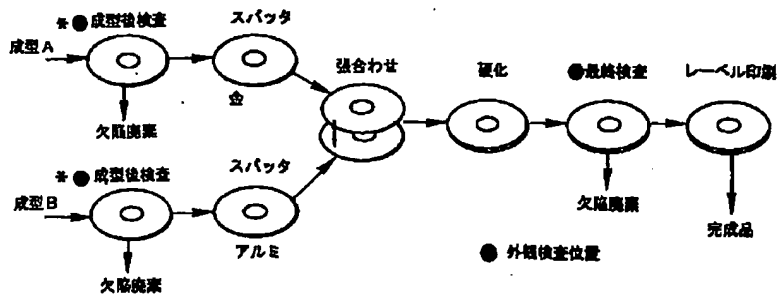 *●成型後検査
スパッタ
成型A
欠陥廃棄
金
張合わせ
硬化
●最終検査
レーベル印刷
*●成型後検査
スパッタ
成型B
欠陥廃棄
アルミ
欠陥廃棄
完成品
●外観検査位置